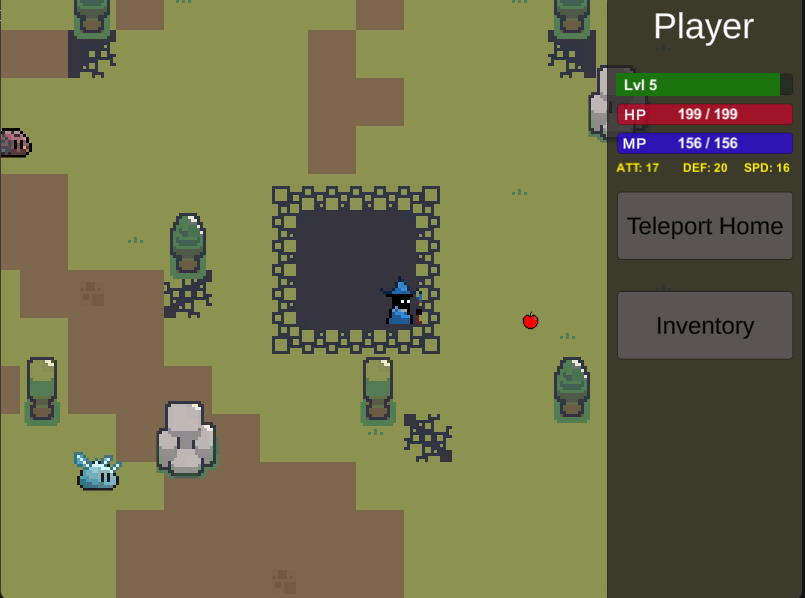 Player
Lvl 5
HP 199 / 199
MP 156 / 156
ATT: 17 DEF: 20 SPD: 16
Teleport Home
Inventory